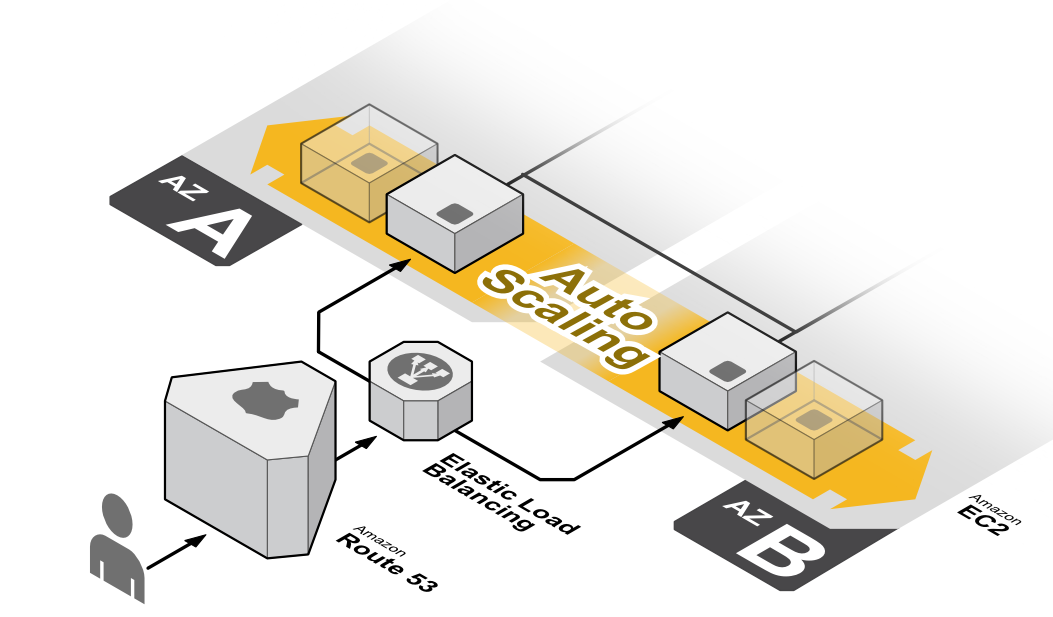 AZ
A
Auto
Scaling
Elastic Load
Balancing
Amazon
Route 53
AZ
B
Amazon
EC2